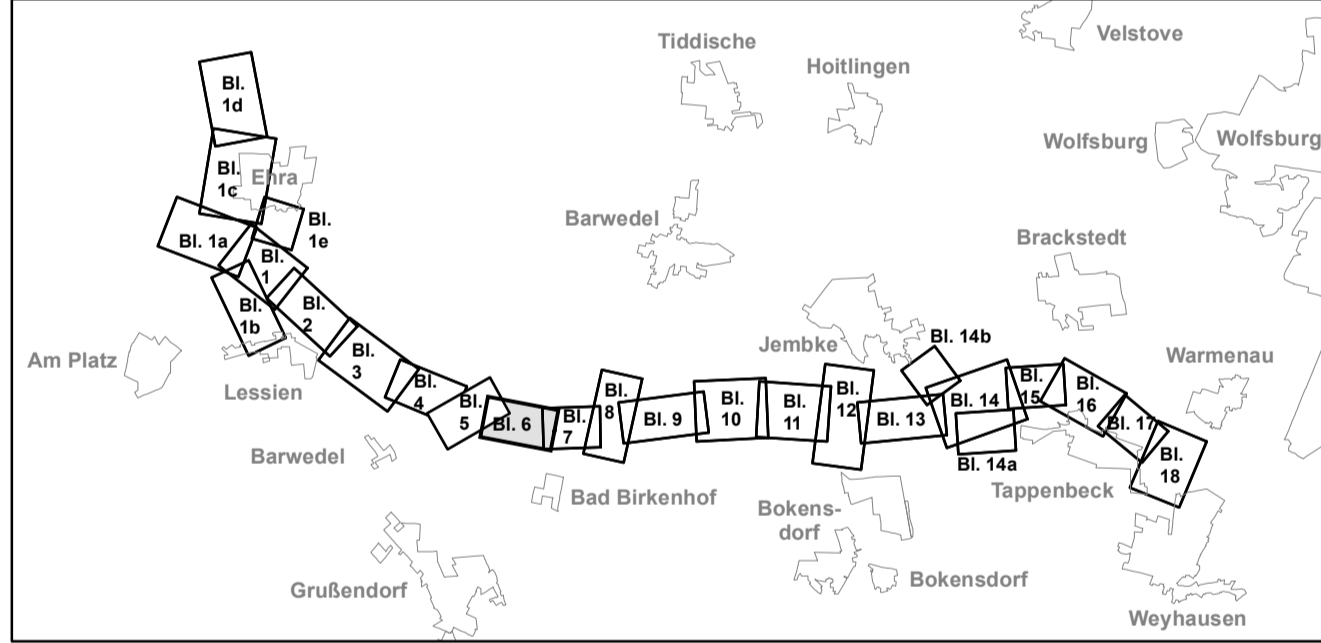 Velstove
Tiddische
Hoitlingen
Bl.
1d
Wolfsburg
Wolfsburg
Bl.
1c
Ehra
Bl.
1e
Barwedel
Bl. 1a
Brackstedt
Bl.
1
Bl.
1b
Bl.
2
Bl. 14b
Jembke
Warmenau
Am Platz
Bl.
3
Lessien
Bl.
4
Bl.
5
Bl. 6
Bl.
7
Bl.
8
Bl. 9
Bl.
10
Bl.
11
Bl.
12
Bl. 13
Bl. 14
Bl.
15
Bl.
16
Bl. 17
Bl.
18
Bl. 14a
Barwedel
Bad Birkenhof
Tappenbeck
Bokens-
dorf
Bokensdorf
Grußendorf
Weyhausen